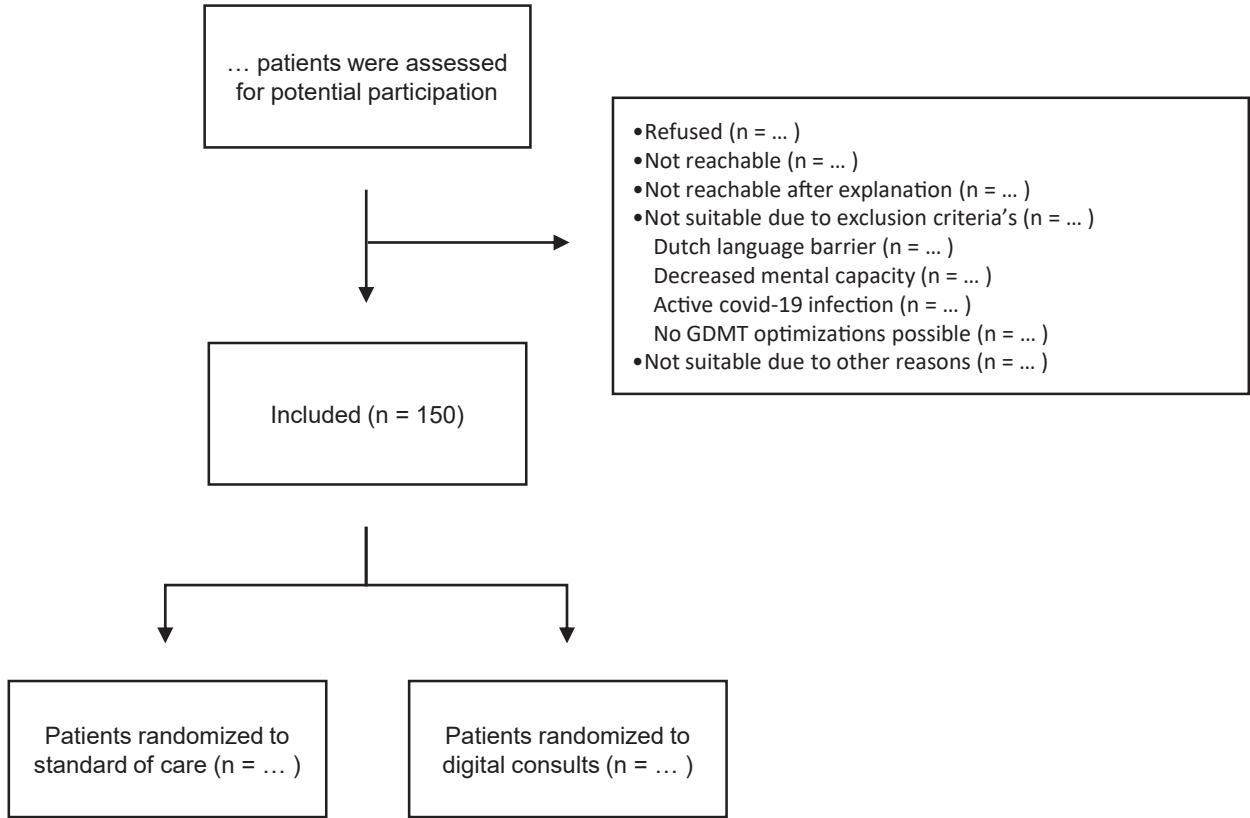 … patients were assessed
for potential participation
•Refused (n = … )
•Not reachable (n = … )
•Not reachable after explanation (n = … )
•Not suitable due to exclusion criteria's (n = … )
Dutch language barrier (n = … )
Decreased mental capacity (n = … )
Active covid-19 infection (n = … )
No GDMT optimizations possible (n = … )
•Not suitable due to other reasons (n = … )
Included (n = 150)
Patients randomized to
standard of care (n = … )
Patients randomized to
digital consults (n = … )